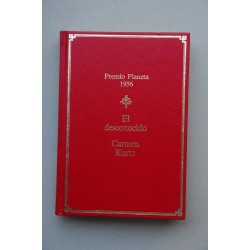 Premio Planeta
1956
El
desconocido
Carmen
Kurtz